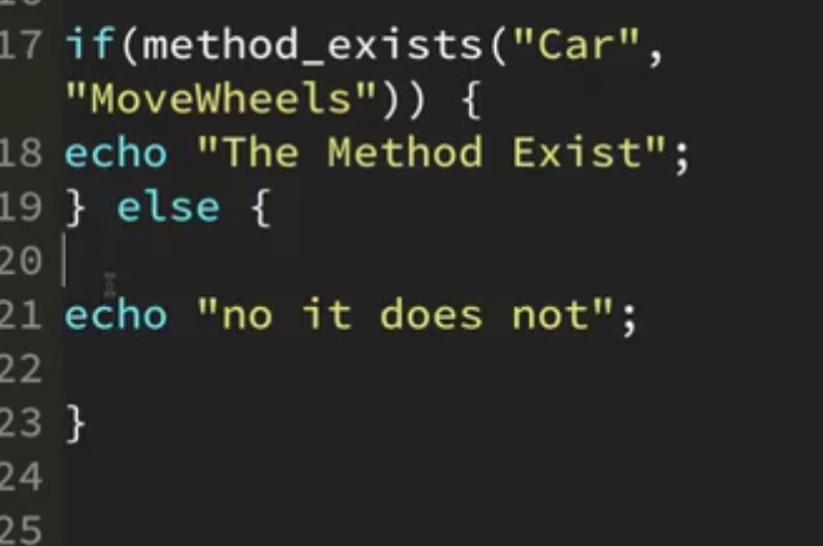 17 if(method_exists("Car",
"MoveWheels")) {
18 echo "The Method Exist";
19 } else {
20
21 echo "no it does not";
22
23 }
24
25